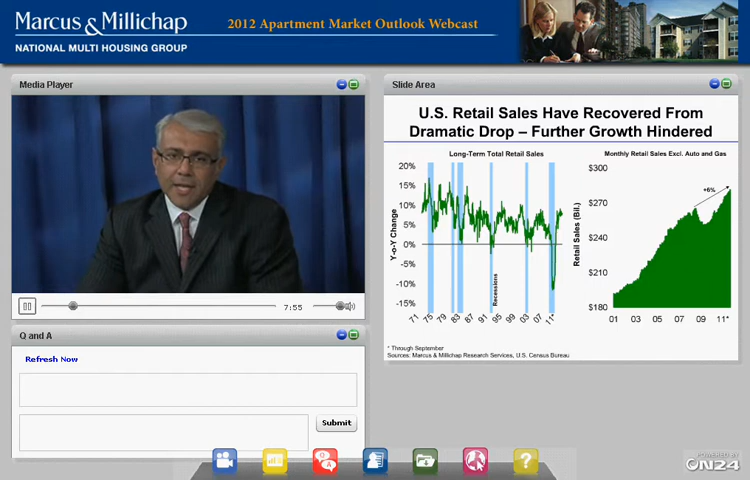 Marcus & Millichap
NATIONAL MULTI HOUSING GROUP
2012 Apartment Market Outlook Webcast
Media Player
7:55
Q and A
Refresh Now
Submit
Slide Area
U.S. Retail Sales Have Recovered From
Dramatic Drop – Further Growth Hindered
Long-Term Total Retail Sales
Y-o-Y Change
20%
15%
10%
5%
0%
-5%
-10%
-15%
Recessions
71 75 79 83 87 91 95 99 03 07 11*
Monthly Retail Sales Excl. Auto and Gas
Retail Sales (Bil.)
$300
$270
$240
$210
$180
+6%
01 03 05 07 09 11*
* Through September
Sources: Marcus & Millichap Research Services, U.S. Census Bureau
Q
A
?
POWERED BY
ON24